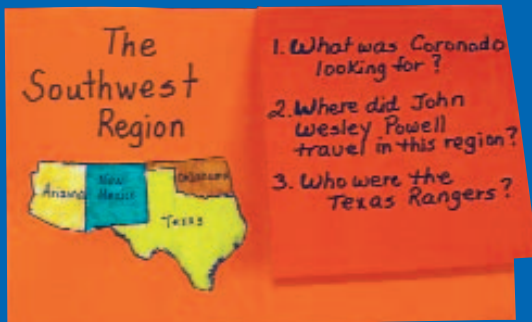 The
Southwest
Region
Arizona
New
Mexico
Oklahoma
Texas
1. What was Coronado
looking for?
2. Where did John
Wesley Powell
travel in this region?
3. Who were the
Texas Rangers?